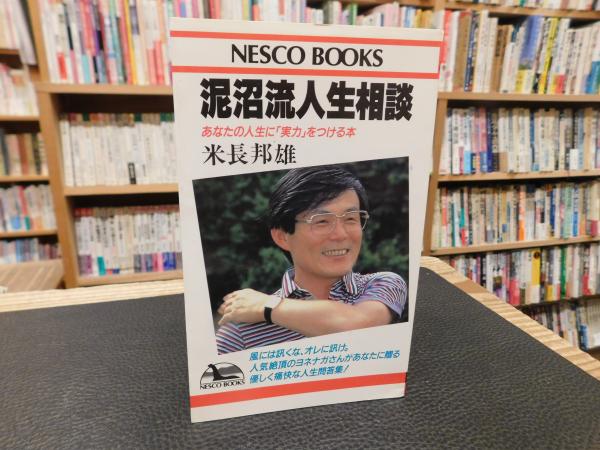 NESCO BOOKS
泥沼流人生相談
あなたの人生に「実力」をつける本
米長邦雄
風には訊くな、オレに訊け。
人気絶頂のヨネナガさんがあなたに贈る
優しく痛快な人生問答集!
NESCO BOOKS